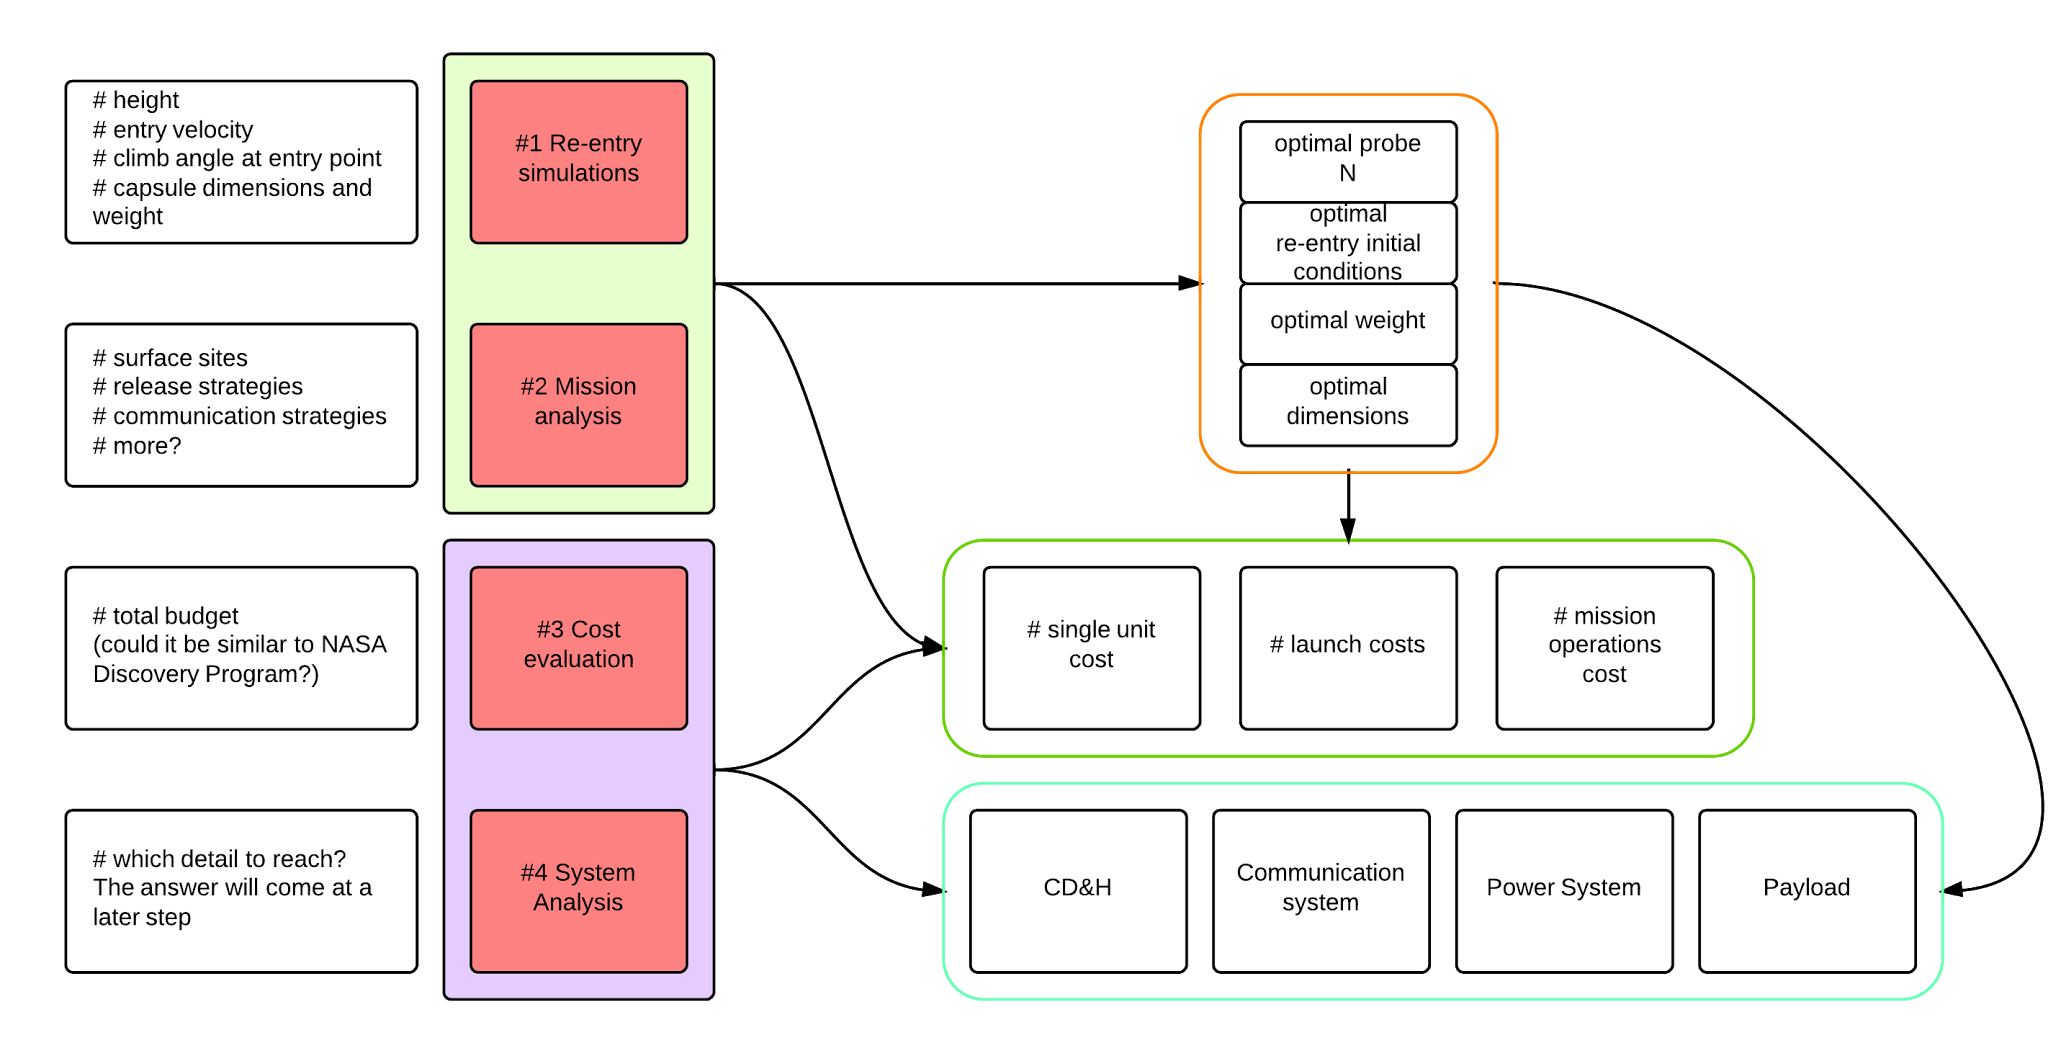 # height
# entry velocity
# climb angle at entry point
# capsule dimensions and
weight
#1 Re-entry
simulations
optimal probe
N
optimal
re-entry initial
conditions
optimal weight
optimal
dimensions
# surface sites
# release strategies
# communication strategies
# more?
#2 Mission
analysis
# total budget
(could it be similar to NASA
Discovery Program?)
#3 Cost
evaluation
# single unit
cost
# launch costs
# mission
operations
cost
# which detail to reach?
The answer will come at a
later step
#4 System
Analysis
CD&H
Communication
system
Power System
Payload